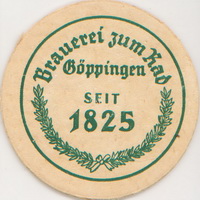 Brauerei zum Rad
Göppingen
SEIT
1825